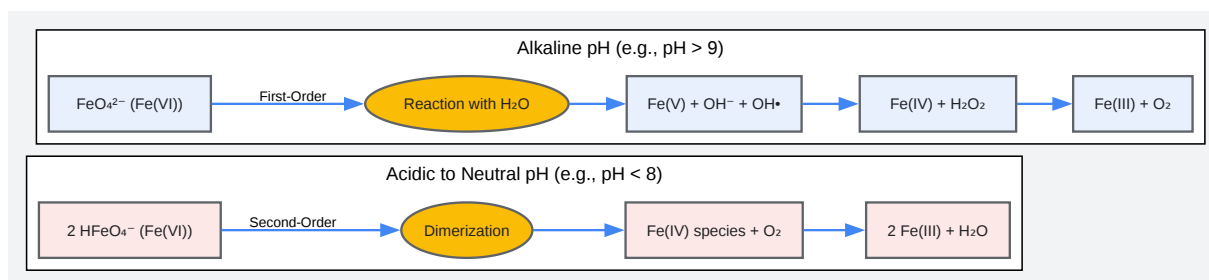 Alkaline pH (e.g., pH > 9)
FeO₄²⁻ (Fe(VI))
First-Order
Reaction with H₂O
Fe(V) + OH⁻ + OH•
Fe(IV) + H₂O₂
Fe(III) + O₂
Acidic to Neutral pH (e.g., pH < 8)
2 HFeO₄⁻ (Fe(VI))
Second-Order
Dimerization
Fe(IV) species + O₂
2 Fe(III) + H₂O